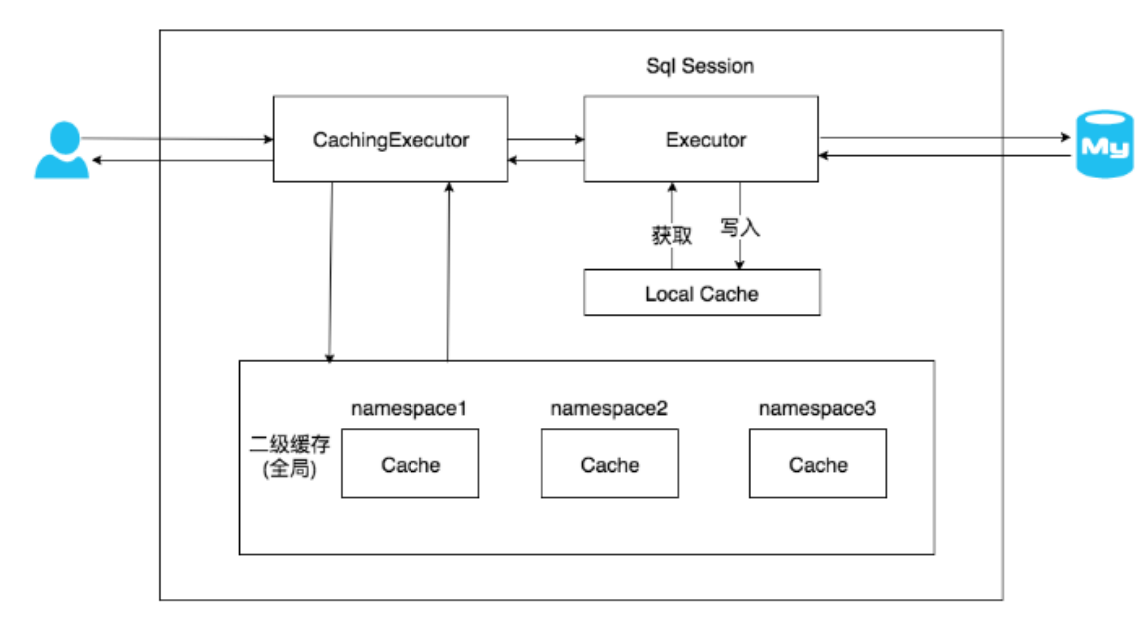 Sql Session
CachingExecutor
Executor
My
获取
写入
Local Cache
namespace1
namespace2
namespace3
二级缓存
(全局)
Cache
Cache
Cache